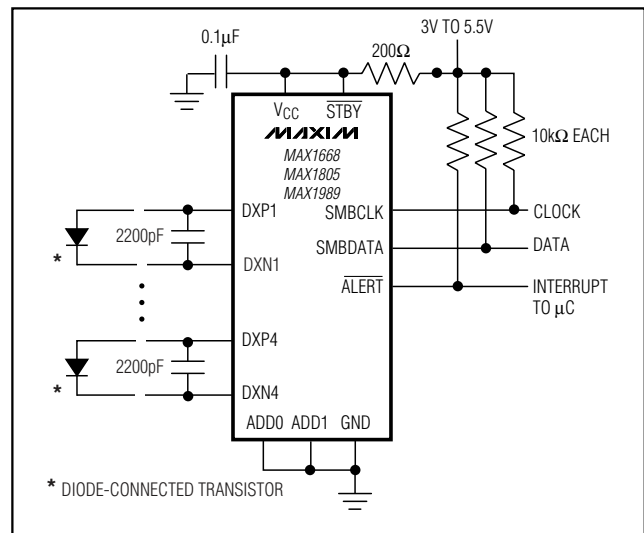 3V TO 5.5V
0.1μF
200Ω
VCC
STBY
MAXIM
MAX1668
MAX1805
MAX1989
10kΩ EACH
DXP1
SMBCLK
CLOCK
2200pF
SMBDATA
DATA
*
DXN1
ALERT
INTERRUPT
TO μC
DXP4
2200pF
*
DXN4
ADD0 ADD1 GND
* DIODE-CONNECTED TRANSISTOR